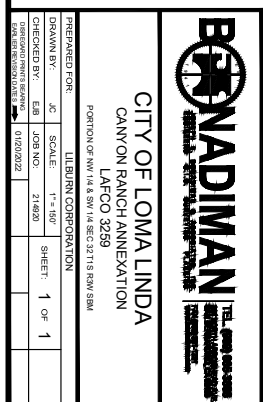 BONADIMAN
CITY OF LOMA LINDA
CANYON RANCH ANNEXATION
LAFCO 3259
PORTION OF NW 1/4 & SW 1/4 SEC 32 T1S R3W SBM
PREPARED FOR: LILBURN CORPORATION
DRAWN BY: JC SCALE: 1" = 150'
CHECKED BY: EJB JOB NO: 214920
SHEET: 1 OF 1
DISREGARD PRINTS BEARING
EARLIER REVISION DATES
01/20/2022